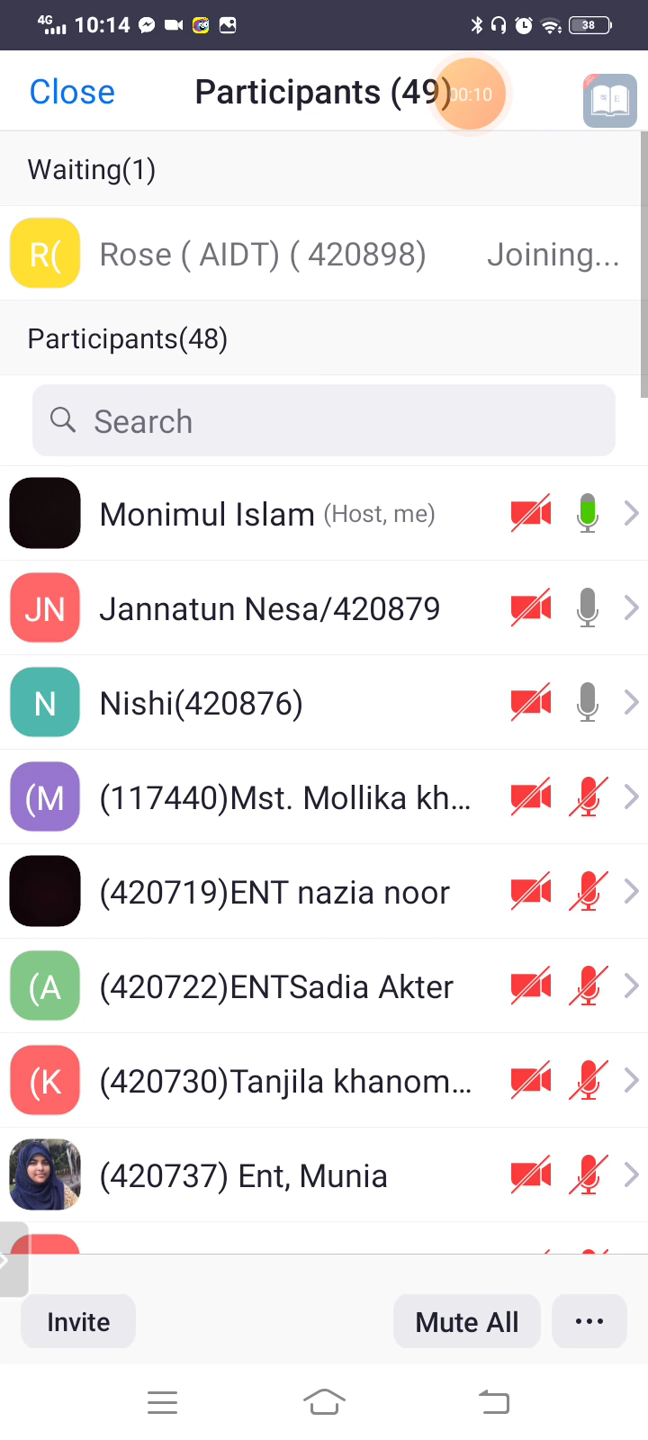 4G 10:14 38
Close Participants (49) 00:10
Waiting(1)
R( Rose ( AIDT) ( 420898) Joining...
Participants(48)
Search
Monimul Islam (Host, me)
JN Jannatun Nesa/420879
N Nishi(420876)
(M (117440)Mst. Mollika kh...
(420719)ENT nazia noor
(A (420722)ENTSadia Akter
(K (420730)Tanjila khanom...
(420737) Ent, Munia
Invite Mute All ...